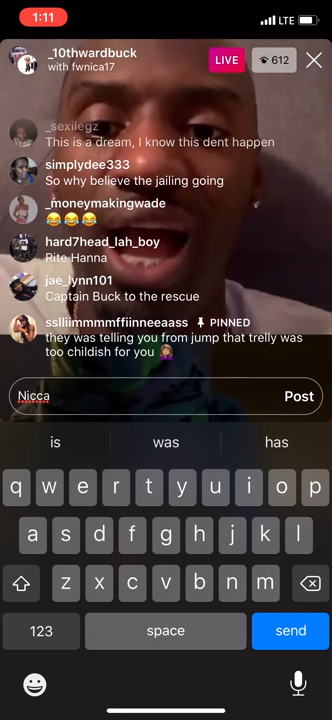 1:11
LTE
_10thwardbuck
with fwnica17
LIVE
612
_sexilegz
This is a dream, I know this dent happen
simplydee333
So why believe the jailing going
_moneymakingwade
😂😂😂
hard7head_lah_boy
Rite Hanna
jae_lynn101
Captain Buck to the rescue
sslliimmmmffiinneeaass PINNED
they was telling you from jump that trelly was
too childish for you 🤦🏽‍♀️
Nicca
Post
is was has
q w e r t y u i o p
a s d f g h j k l
z x c v b n m
123 space send